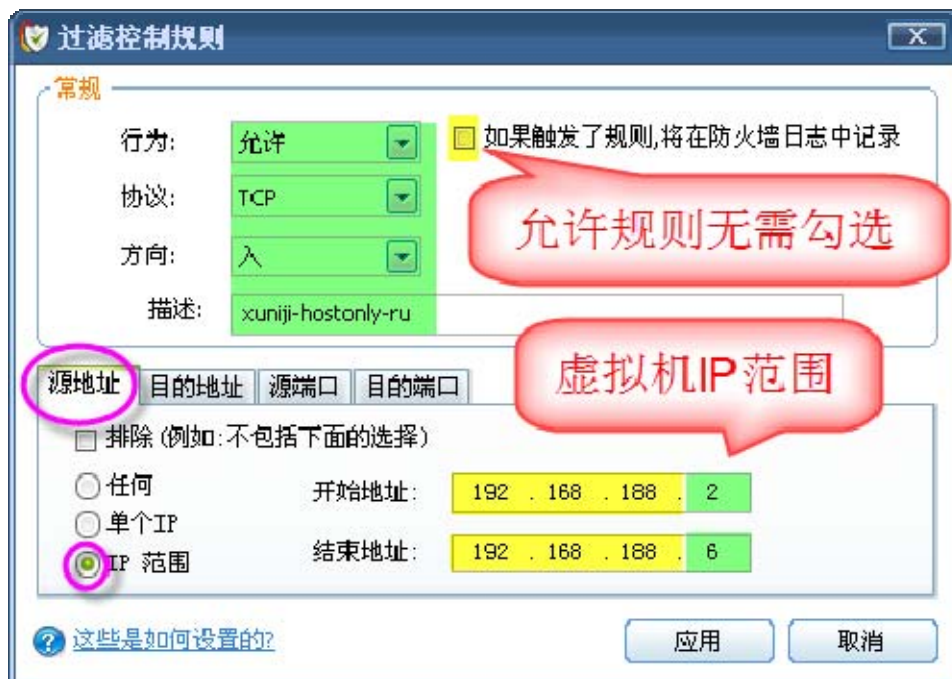 过滤控制规则
常规
行为: 允许 如果触发了规则,将在防火墙日志中记录
协议: TCP
允许规则无需勾选
方向: 入
描述: xuniji-hostonly-ru
虚拟机IP范围
源地址 目的地址 源端口 目的端口
排除(例如:不包括下面的选择)
任何 开始地址: 192 . 168 . 188 . 2
单个IP
IP 范围 结束地址: 192 . 168 . 188 . 6
这些是如何设置的? 应用 取消